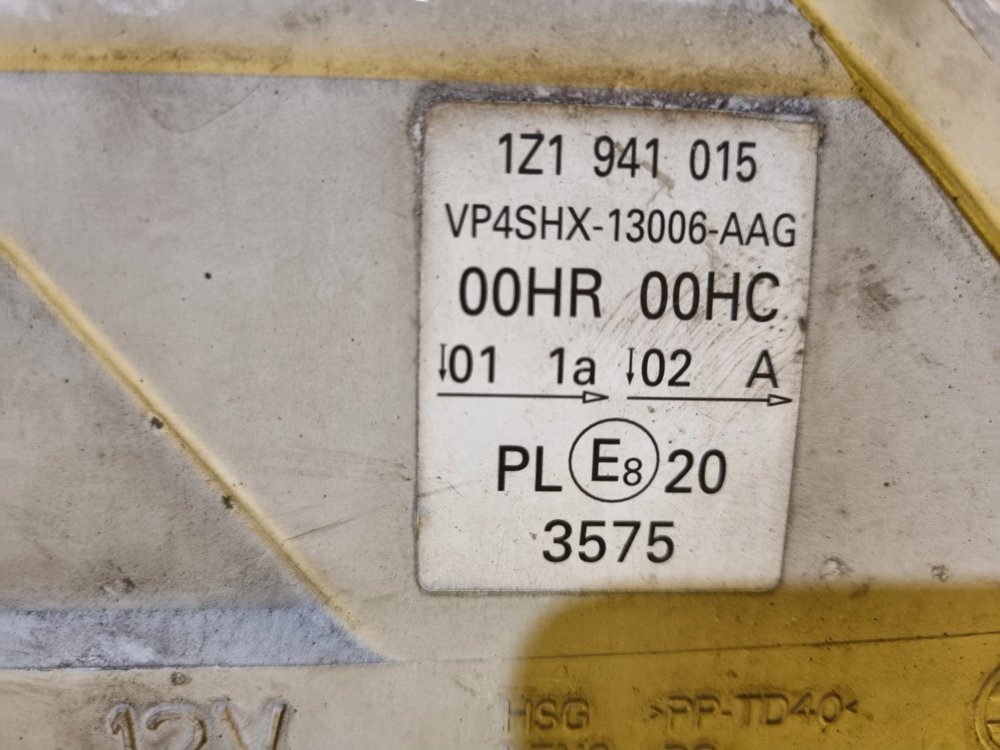 1Z1 941 015
VP4SHX-13006-AAG
00HR 00HC
↓01 1a ↓02 A
→ →
PL E8 20
3575
12V HSG >PP-TD40<